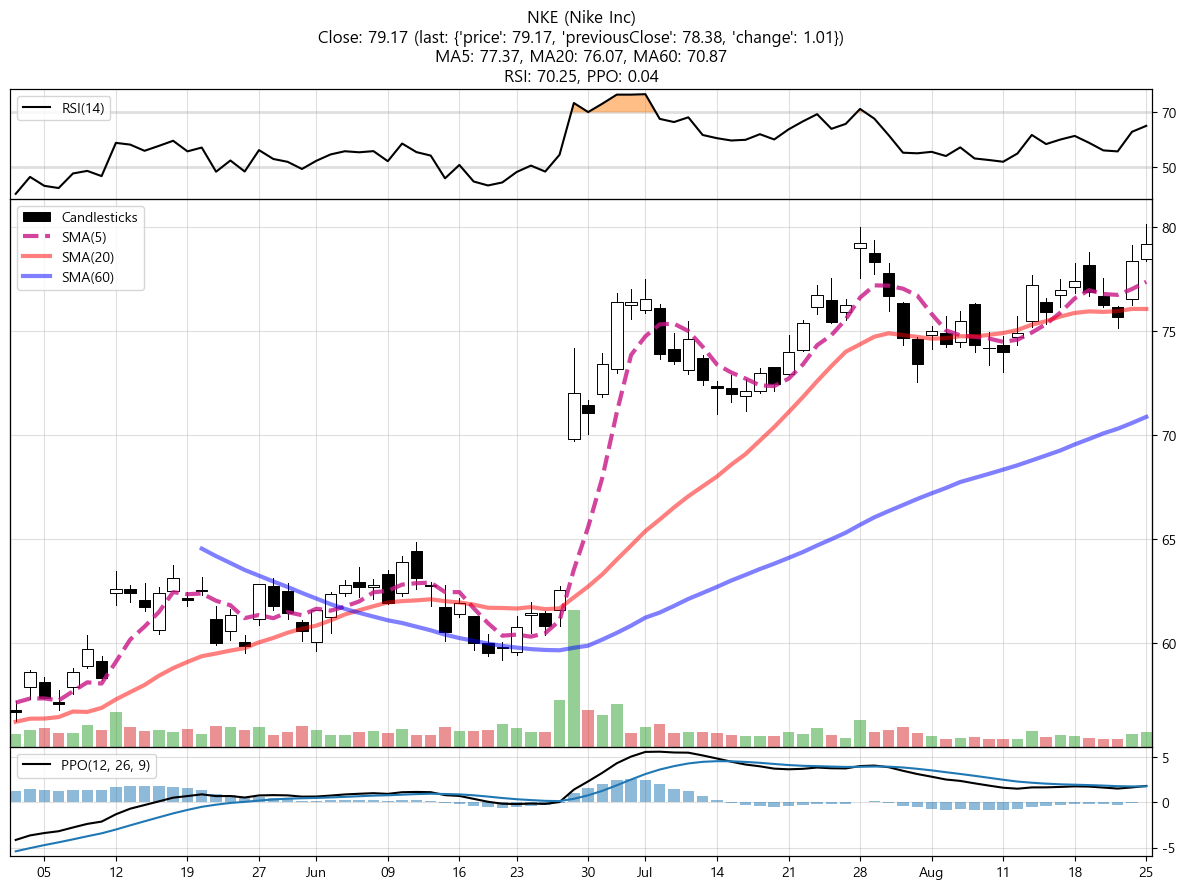 NKE (Nike Inc)
Close: 79.17 (last: {'price': 79.17, 'previousClose': 78.38, 'change': 1.01})
MA5: 77.37, MA20: 76.07, MA60: 70.87
RSI: 70.25, PPO: 0.04
RSI(14)
70
50
Candlesticks
SMA(5)
SMA(20)
SMA(60)
80
75
70
65
60
PPO(12, 26, 9)
5
0
-5
05 12 19 27 Jun 09 16 23 30 Jul 14 21 28 Aug 11 18 25